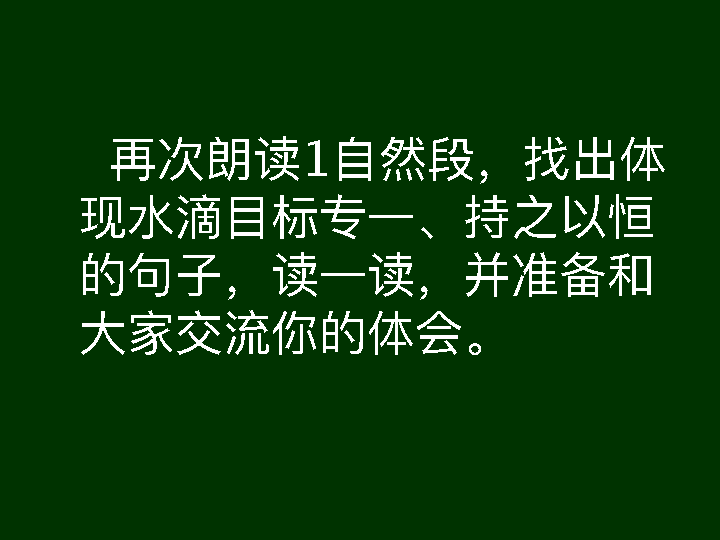 再次朗读1自然段，找出体
现水滴目标专一、持之以恒
的句子，读一读，并准备和
大家交流你的体会。